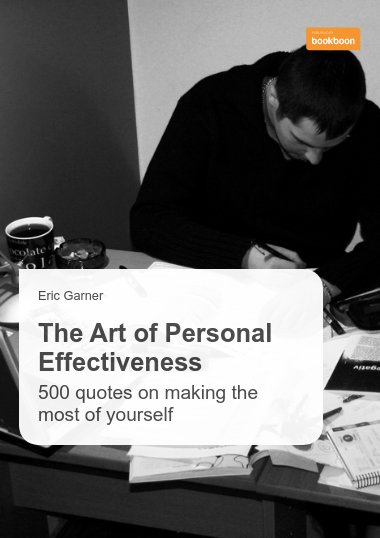 bookboon
Eric Garner
The Art of Personal
Effectiveness
500 quotes on making the
most of yourself